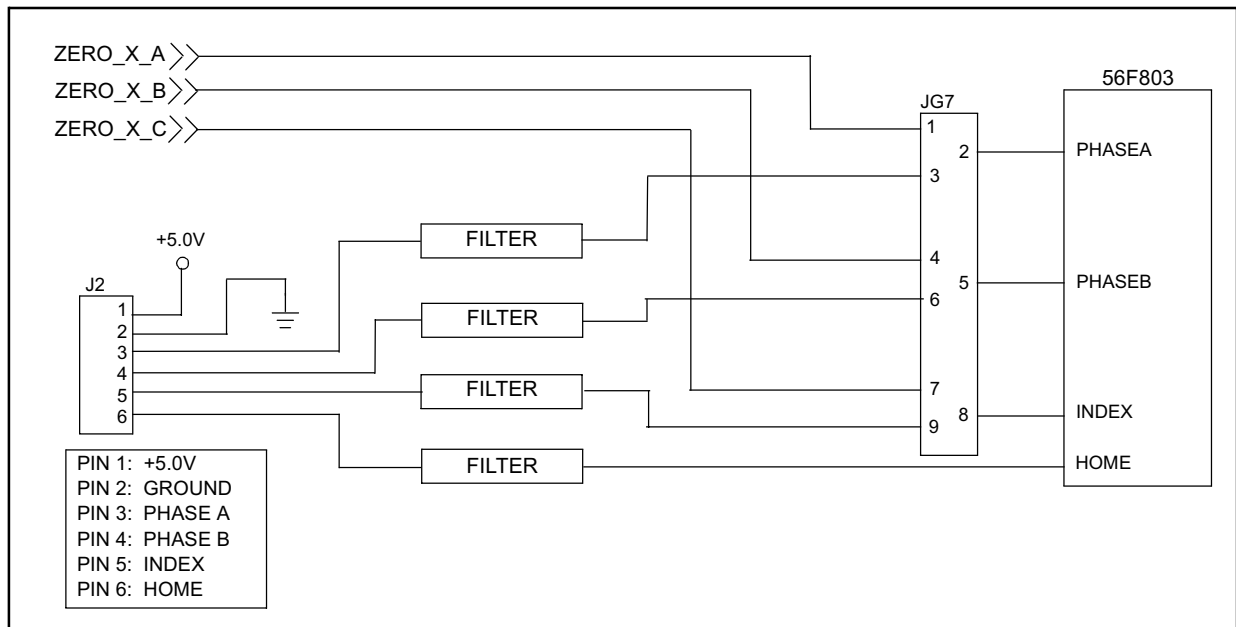 ZERO_X_A
ZERO_X_B
ZERO_X_C
56F803
JG7
1
2
3
4
5
6
7
8
9
PHASEA
PHASEB
INDEX
HOME
FILTER
FILTER
FILTER
FILTER
+5.0V
J2
1
2
3
4
5
6
PIN 1: +5.0V
PIN 2: GROUND
PIN 3: PHASE A
PIN 4: PHASE B
PIN 5: INDEX
PIN 6: HOME